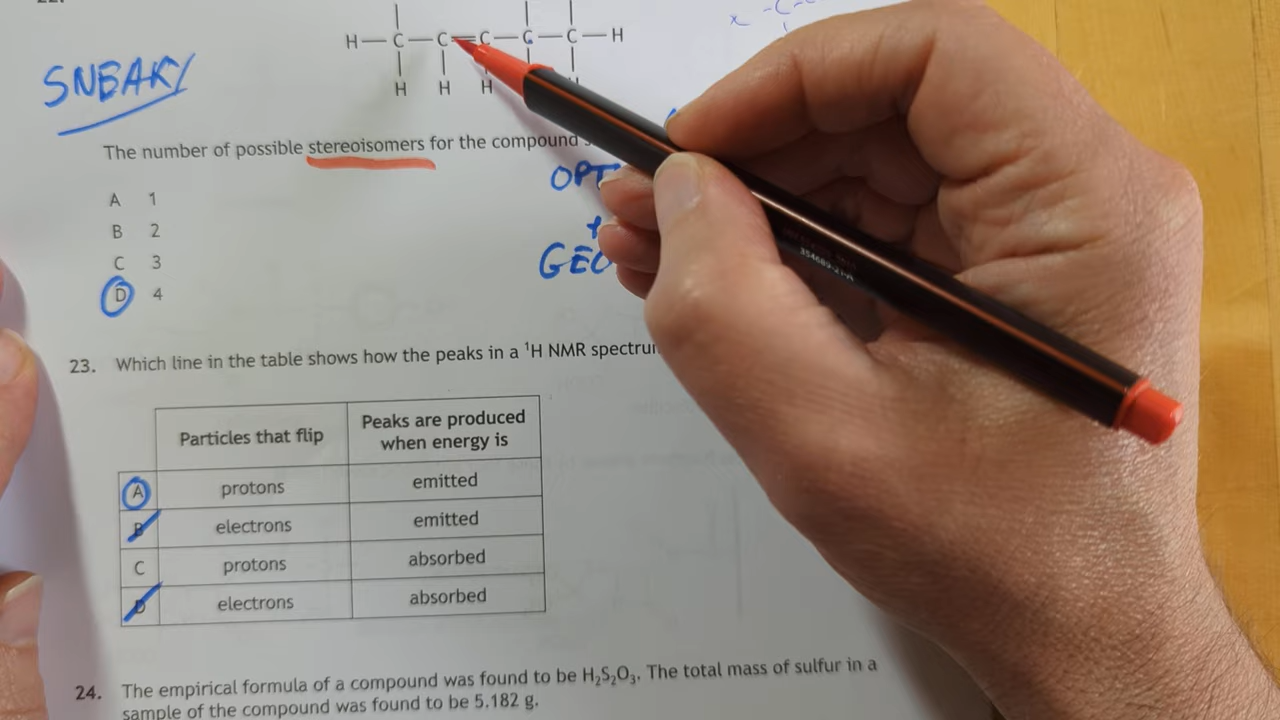 H—C—C=C—C—C—H
H H H
SNEAKY
The number of possible stereoisomers for the compound
OPT
A 1
B 2
+
GEO
C 3
D 4
23. Which line in the table shows how the peaks in a ¹H NMR
Particles that flip Peaks are produced when energy is
A protons emitted
B electrons emitted
C protons absorbed
D electrons absorbed
24. The empirical formula of a compound was found to be H₂S₂O₃. The total mass of sulfur in a
sample of the compound was found to be 5.182 g.